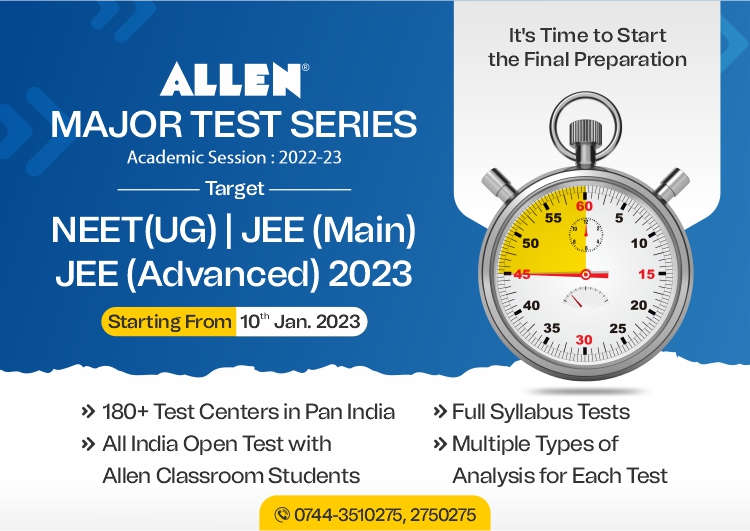 It's Time to Start
the Final Preparation
ALLEN®
MAJOR TEST SERIES
Academic Session : 2022-23
Target
NEET(UG) | JEE (Main)
JEE (Advanced) 2023
Starting From 10th Jan. 2023
60
55 5
50 10
45 15
40 20
35 25
30
» 180+ Test Centers in Pan India
» All India Open Test with
Allen Classroom Students
» Full Syllabus Tests
» Multiple Types of
Analysis for Each Test
0744-3510275, 2750275